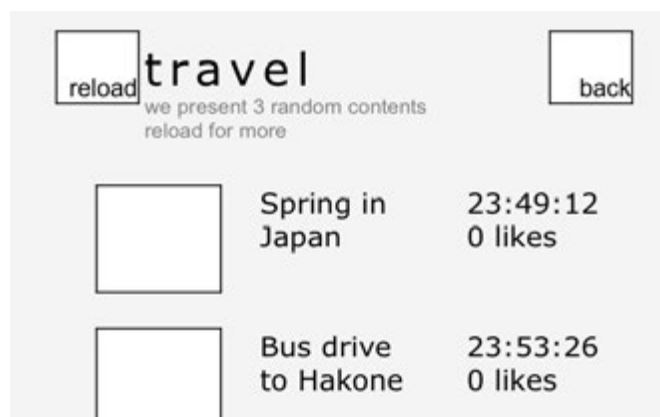 reload
travel
back
we present 3 random contents
reload for more
Spring in
Japan
23:49:12
0 likes
Bus drive
to Hakone
23:53:26
0 likes